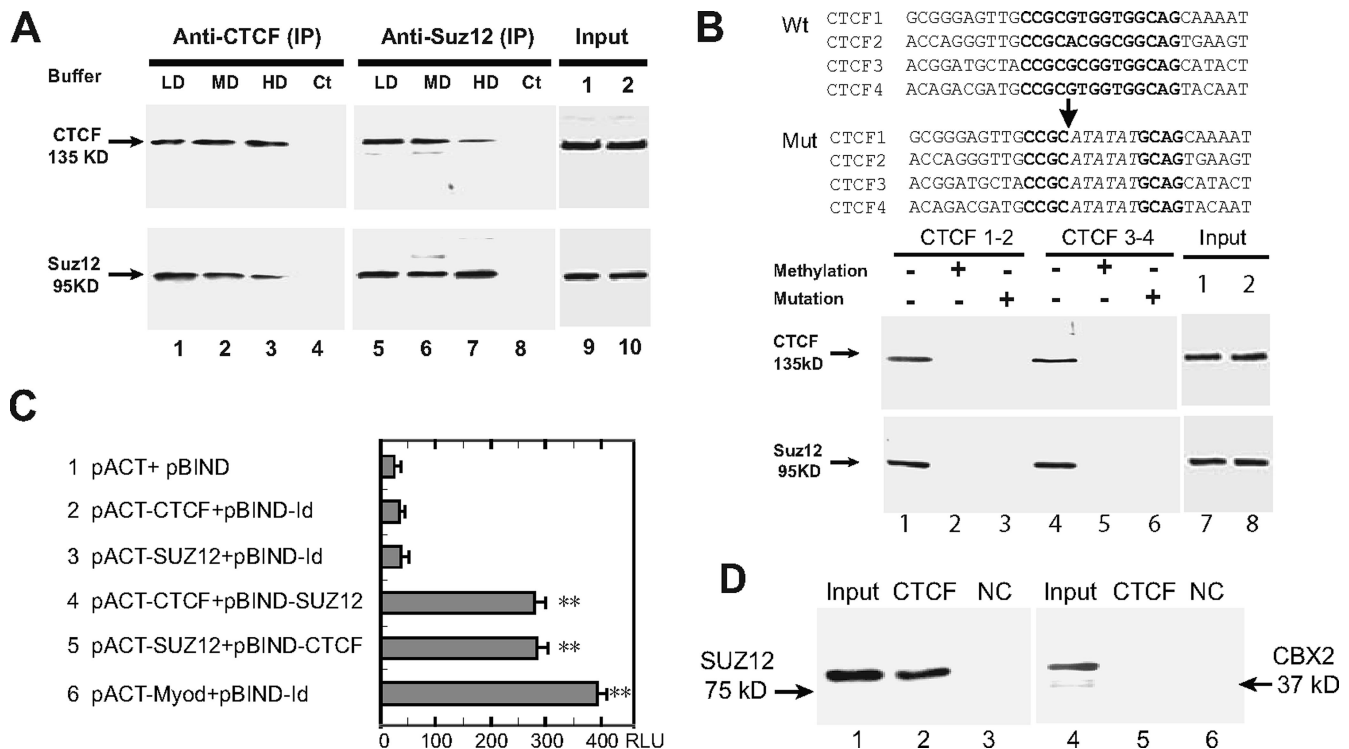 A
Anti-CTCF (IP) Anti-Suz12 (IP) Input
Buffer LD MD HD Ct LD MD HD Ct 1 2
CTCF
135 KD
Suz12
95KD
1 2 3 4 5 6 7 8 9 10
B
Wt
CTCF1 GCGGGAGTTGCCGCGTGGTGGCAGCAAAAT
CTCF2 ACCAGGGTTGCCGCACGGCGGCAGTGAAGT
CTCF3 ACGGATGCTACCGCGCGGTGGCAGCATACT
CTCF4 ACAGACGATGCCGCGTGGTGGCAGTACAAT
Mut
CTCF1 GCGGGAGTTGCCGCATATATGCAGCAAAAT
CTCF2 ACCAGGGTTGCCGCATATATGCAGTGAAGT
CTCF3 ACGGATGCTACCGCATATATGCAGCATACT
CTCF4 ACAGACGATGCCGCATATATGCAGTACAAT
CTCF 1-2 CTCF 3-4 Input
Methylation - + - - + - 1 2
Mutation - - + - - +
CTCF
135kD
Suz12
95KD
1 2 3 4 5 6 7 8
C
1 pACT+ pBIND
2 pACT-CTCF+pBIND-Id
3 pACT-SUZ12+pBIND-Id
4 pACT-CTCF+pBIND-SUZ12 **
5 pACT-SUZ12+pBIND-CTCF **
6 pACT-Myod+pBIND-Id **
0 100 200 300 400 RLU
D
Input CTCF NC Input CTCF NC
SUZ12
75 kD
CBX2
37 kD
1 2 3 4 5 6